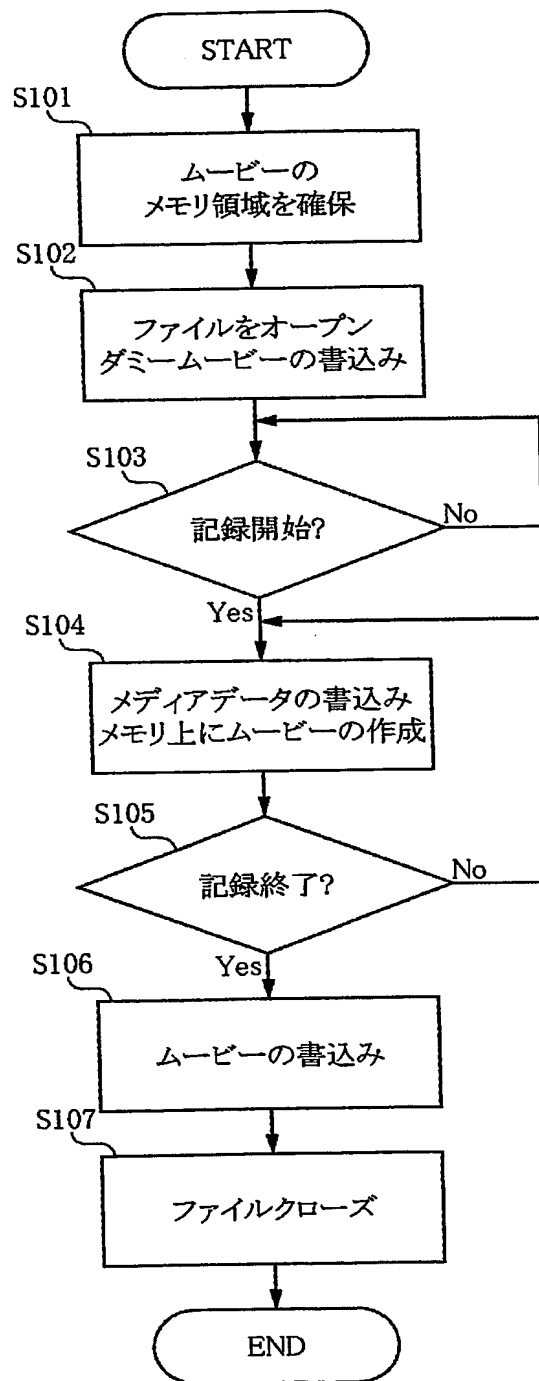 START
S101
ムービーの
メモリ領域を確保
S102
ファイルをオープン
ダミームービーの書込み
S103
記録開始?
No
Yes
S104
メディアデータの書込み
メモリ上にムービーの作成
S105
記録終了?
No
Yes
S106
ムービーの書込み
S107
ファイルクローズ
END